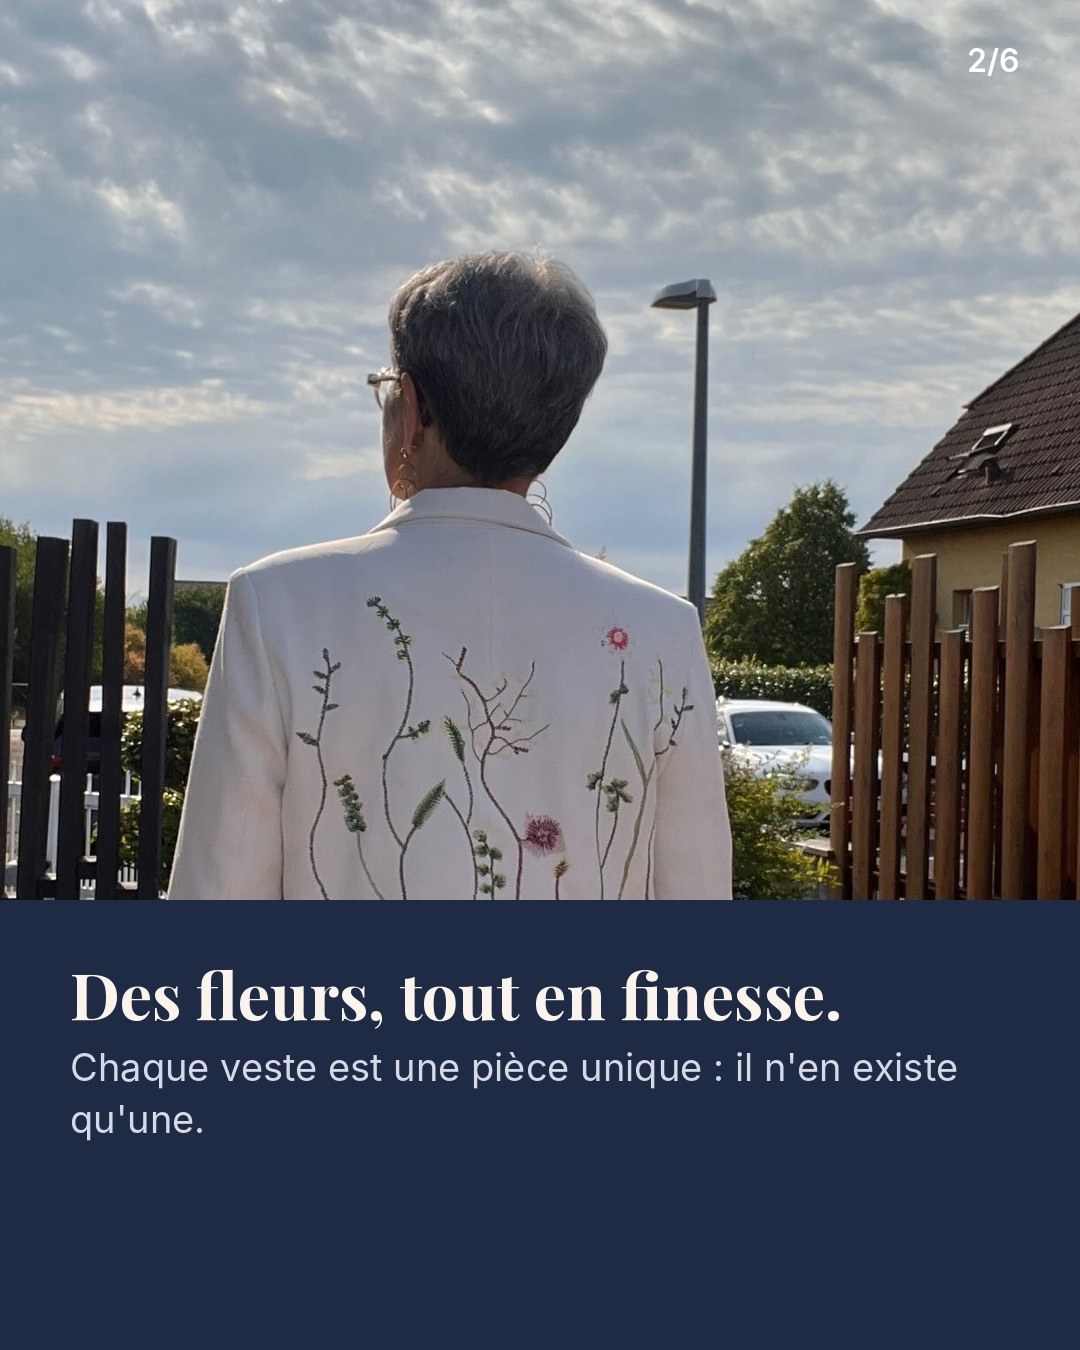 2/6
Des fleurs, tout en finesse.
Chaque veste est une pièce unique : il n'en existe
qu'une.